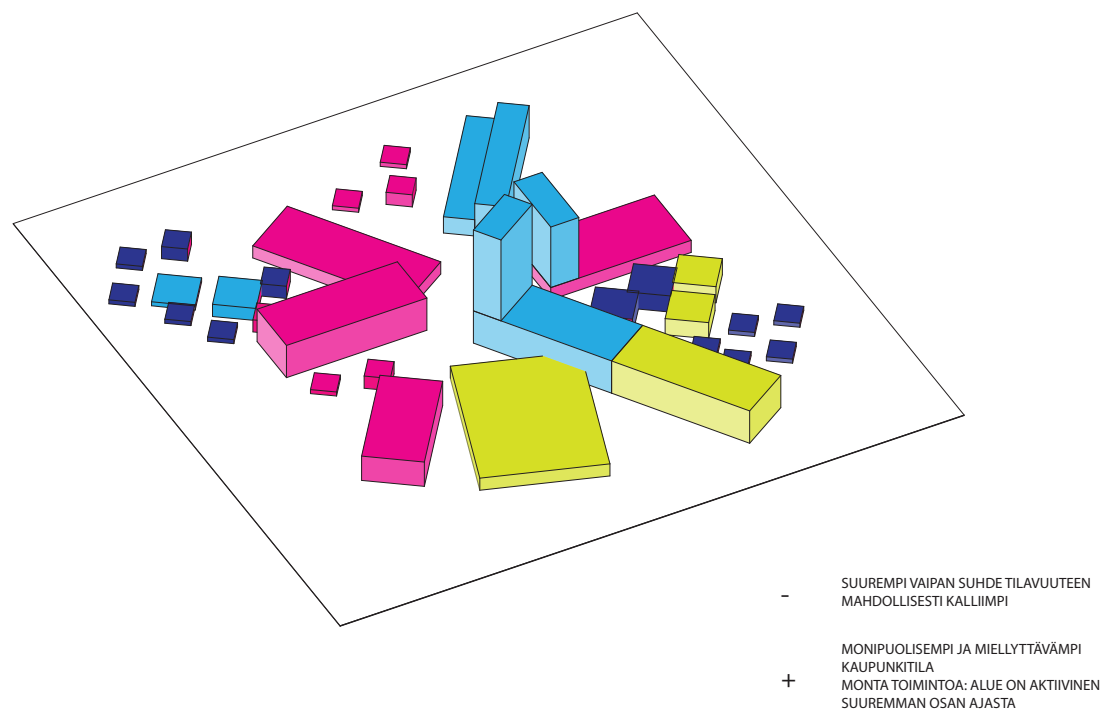 - SUUREMPI VAIPAN SUHDE TILAVUUTEEN
MAHDOLLISESTI KALLIIMPI
MONIPUOLISEMPI JA MIELLYTTÄVÄMPI
KAUPUNKITILA
+ MONTA TOIMINTOA: ALUE ON AKTIIVINEN
SUUREMMAN OSAN AJASTA